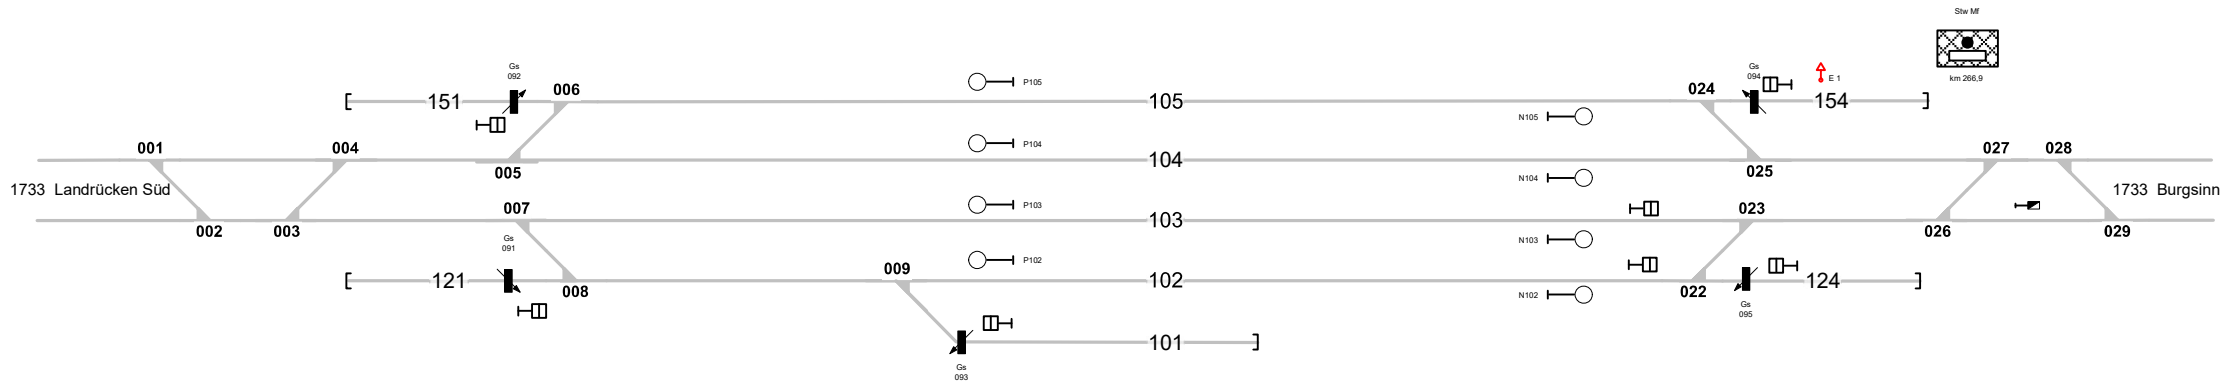 Stw Mf
km 266,9
Gs
092
Gs
094
E 1
P105
151
006
105
024
154
N105
001
004
P104
104
027
028
005
025
1733 Landrücken Süd
1733 Burgsinn
N104
P103
007
103
023
002
003
026
029
Gs
091
N103
P102
009
121
102
124
008
022
N102
Gs
095
101
Gs
093